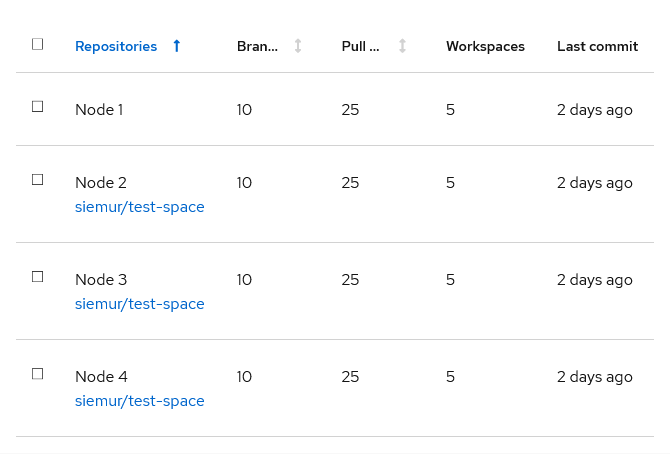 Repositories Bran... Pull ... Workspaces Last commit
Node 1 10 25 5 2 days ago
Node 2 10 25 5 2 days ago
siemur/test-space
Node 3 10 25 5 2 days ago
siemur/test-space
Node 4 10 25 5 2 days ago
siemur/test-space